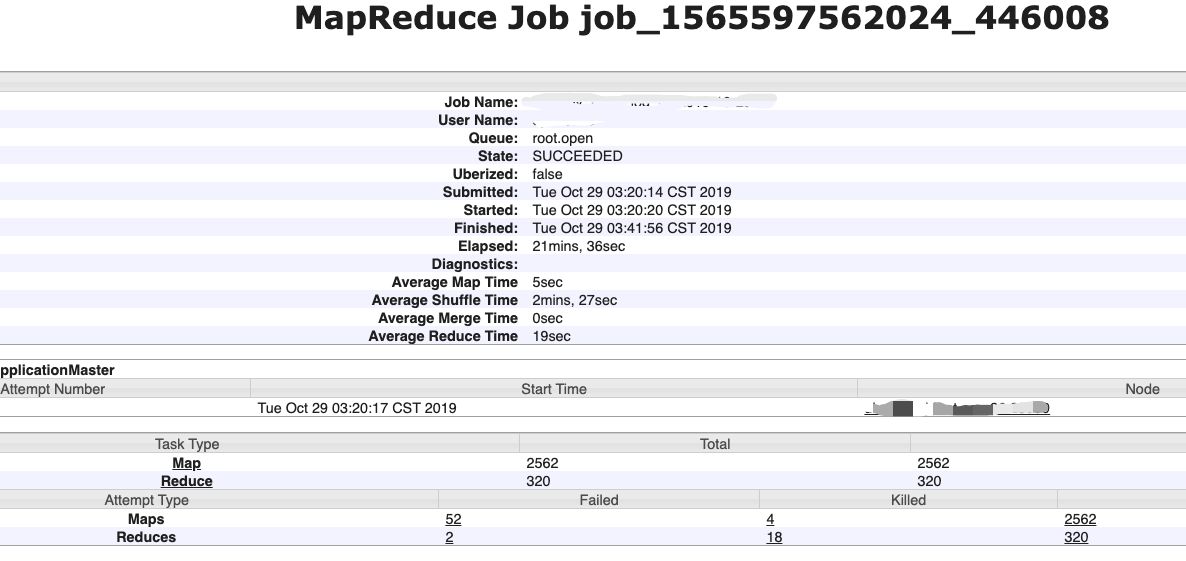 MapReduce Job job_1565597562024_446008
Job Name:
User Name:
Queue: root.open
State: SUCCEEDED
Uberized: false
Submitted: Tue Oct 29 03:20:14 CST 2019
Started: Tue Oct 29 03:20:20 CST 2019
Finished: Tue Oct 29 03:41:56 CST 2019
Elapsed: 21mins, 36sec
Diagnostics:
Average Map Time 5sec
Average Shuffle Time 2mins, 27sec
Average Merge Time 0sec
Average Reduce Time 19sec
pplicationMaster
Attempt Number Start Time Node
Tue Oct 29 03:20:17 CST 2019
Task Type Total
Map 2562 2562
Reduce 320 320
Attempt Type Failed Killed
Maps 52 4 2562
Reduces 2 18 320